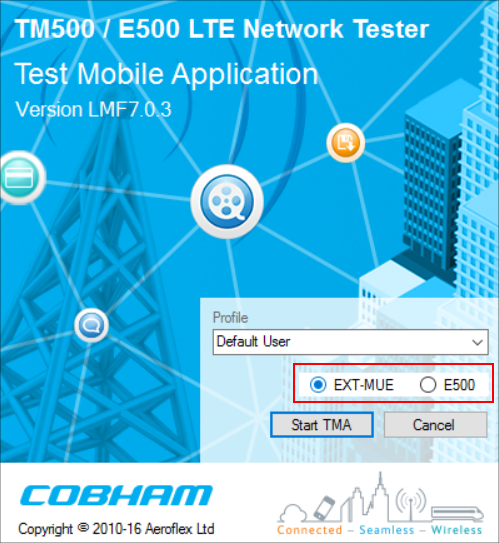 TM500 / E500 LTE Network Tester
Test Mobile Application
Version LMF7.0.3
Profile
Default User
EXT-MUE E500
Start TMA Cancel
COBHAM
Copyright © 2010-16 Aeroflex Ltd
Connected – Seamless – Wireless